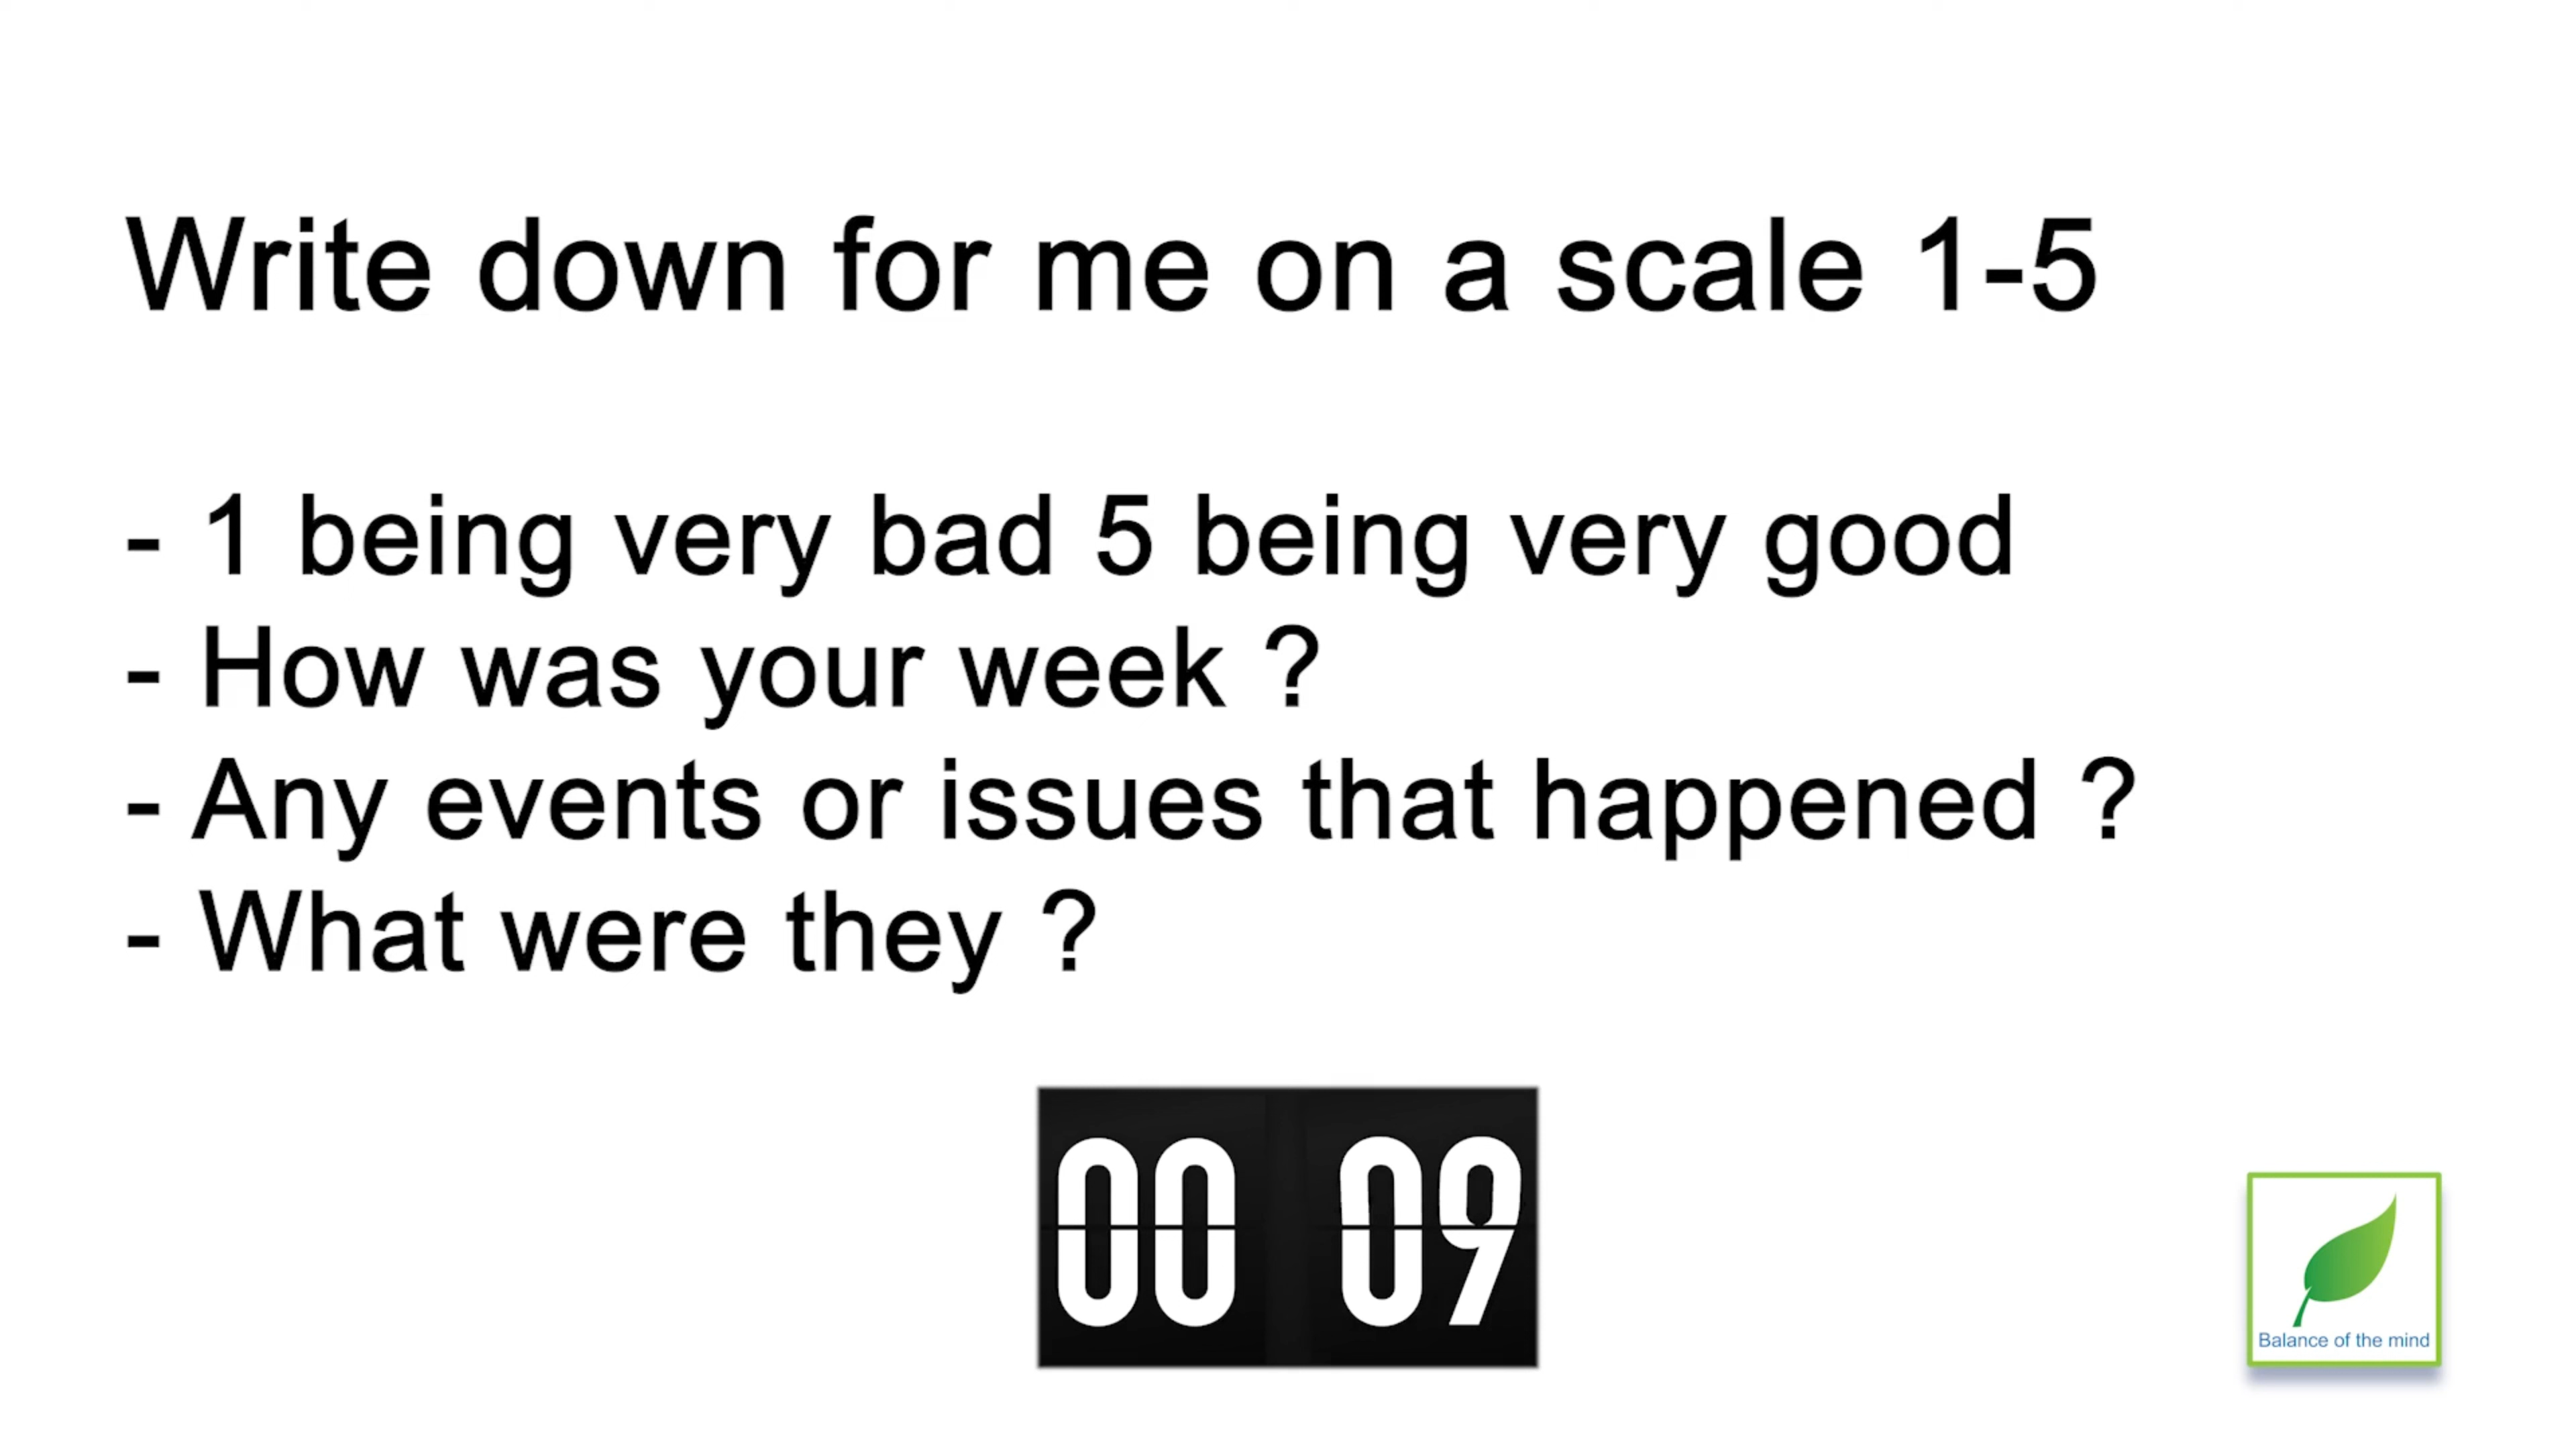 Write down for me on a scale 1-5
- 1 being very bad 5 being very good
- How was your week ?
- Any events or issues that happened ?
- What were they ?
00 09
Balance of the mind